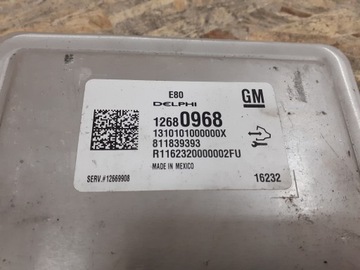 E80
DELPHI
GM
12680968
1310101000000X
811839393
R1162320000002FU
MADE IN MEXICO
SERV.#12669908
16232